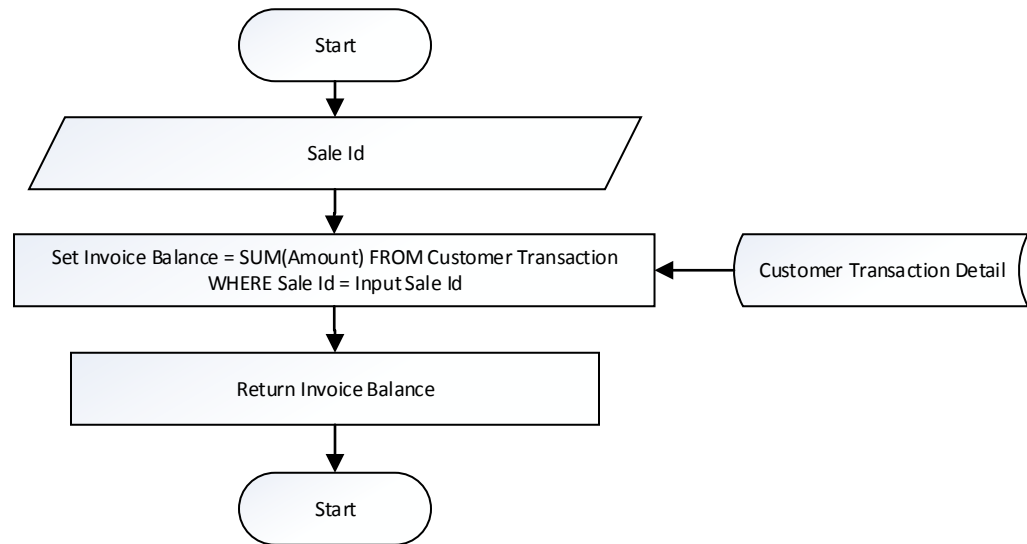 Start
Sale Id
Set Invoice Balance = SUM(Amount) FROM Customer Transaction
WHERE Sale Id = Input Sale Id
Customer Transaction Detail
Return Invoice Balance
Start